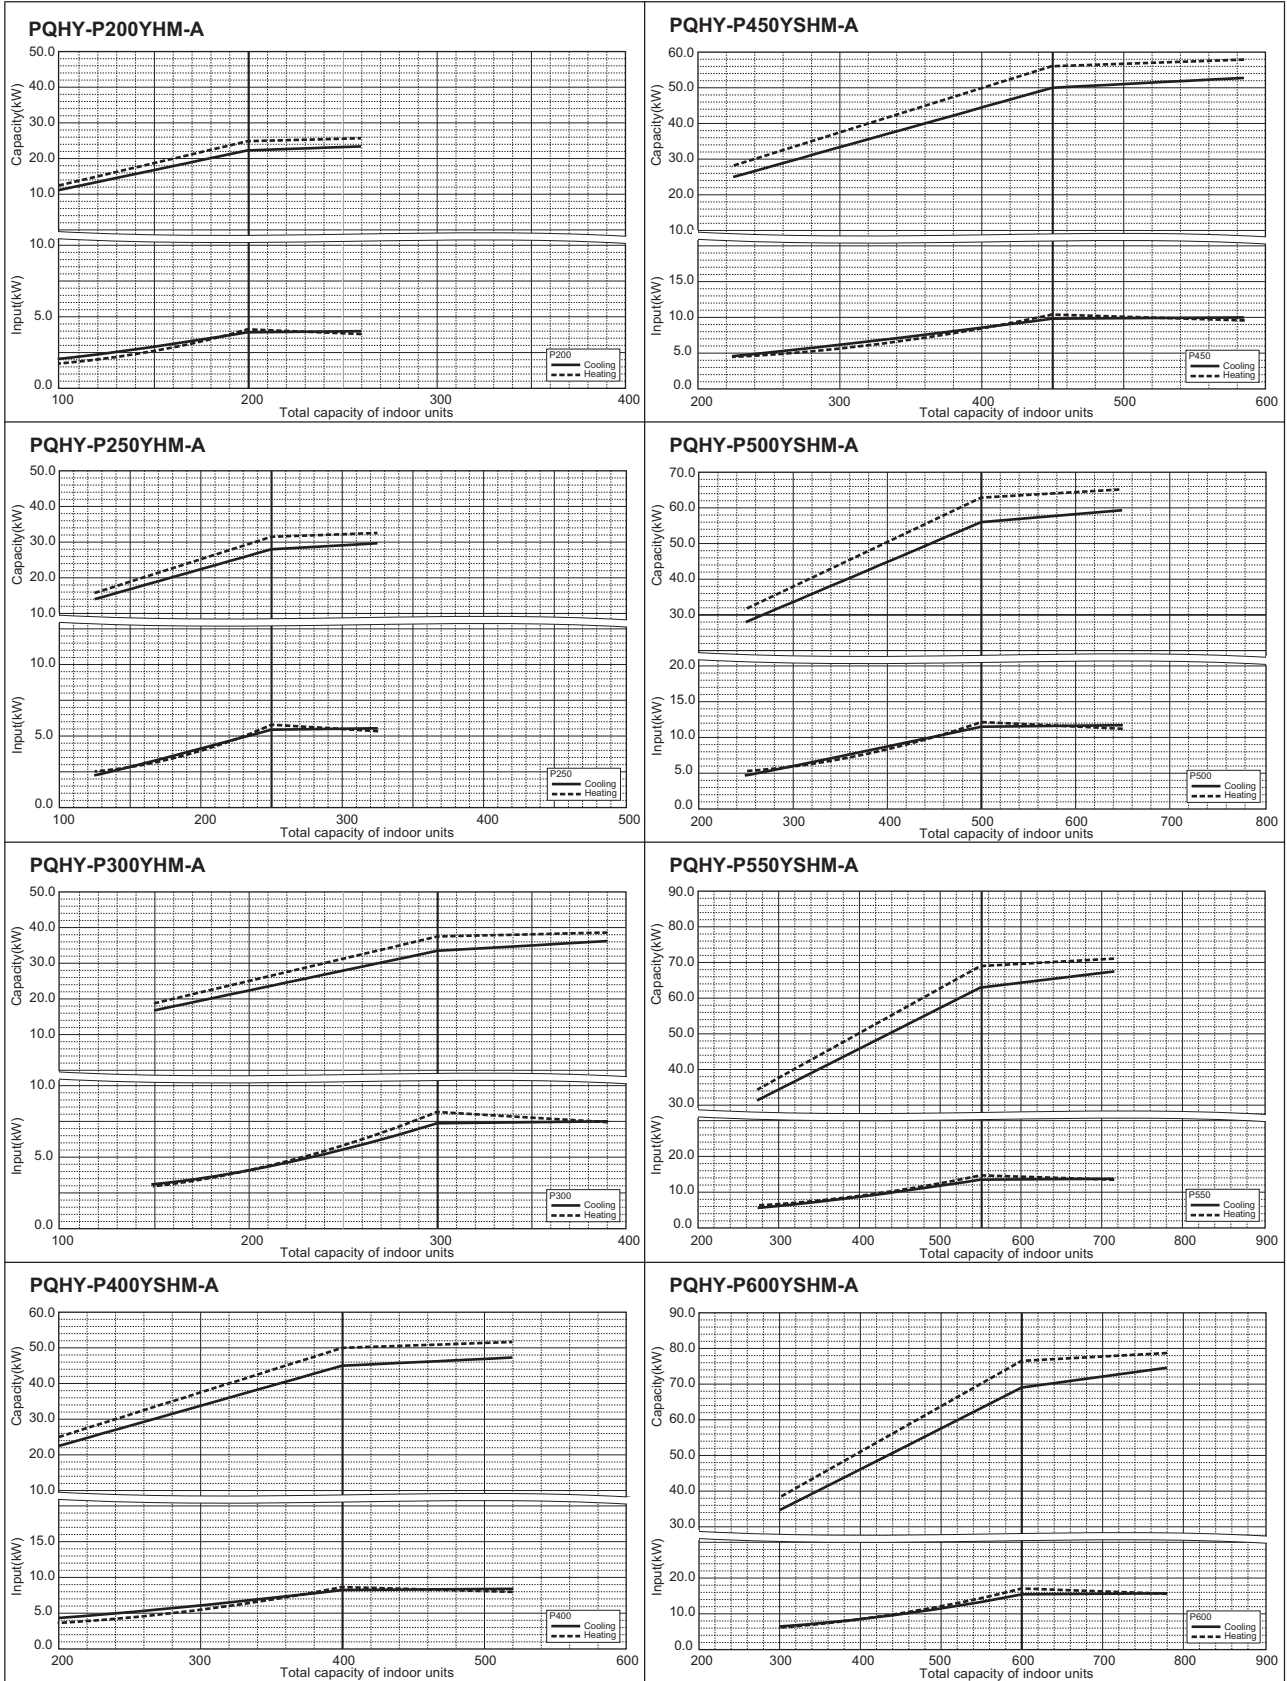 PQHY-P200YHM-A
50.0
40.0
30.0
20.0
10.0
Capacity(kW)
10.0
5.0
0.0
Input(kW)
P200
Cooling
Heating
100 200 300 400
Total capacity of indoor units
PQHY-P450YSHM-A
60.0
50.0
40.0
30.0
20.0
10.0
Capacity(kW)
15.0
10.0
5.0
0.0
Input(kW)
P450
Cooling
Heating
200 300 400 500 600
Total capacity of indoor units
PQHY-P250YHM-A
50.0
40.0
30.0
20.0
10.0
Capacity(kW)
10.0
5.0
0.0
Input(kW)
P250
Cooling
Heating
100 200 300 400 500
Total capacity of indoor units
PQHY-P500YSHM-A
70.0
60.0
50.0
40.0
30.0
Capacity(kW)
20.0
15.0
10.0
5.0
0.0
Input(kW)
P500
Cooling
Heating
200 300 400 500 600 700 800
Total capacity of indoor units
PQHY-P300YHM-A
50.0
40.0
30.0
20.0
10.0
Capacity(kW)
10.0
5.0
0.0
Input(kW)
P300
Cooling
Heating
100 200 300 400
Total capacity of indoor units
PQHY-P550YSHM-A
90.0
80.0
70.0
60.0
50.0
40.0
30.0
Capacity(kW)
20.0
10.0
0.0
Input(kW)
P550
Cooling
Heating
200 300 400 500 600 700 800 900
Total capacity of indoor units
PQHY-P400YSHM-A
60.0
50.0
40.0
30.0
20.0
10.0
Capacity(kW)
15.0
10.0
5.0
0.0
Input(kW)
P400
Cooling
Heating
200 300 400 500 600
Total capacity of indoor units
PQHY-P600YSHM-A
90.0
80.0
70.0
60.0
50.0
40.0
30.0
Capacity(kW)
20.0
10.0
0.0
Input(kW)
P600
Cooling
Heating
200 300 400 500 600 700 800 900
Total capacity of indoor units